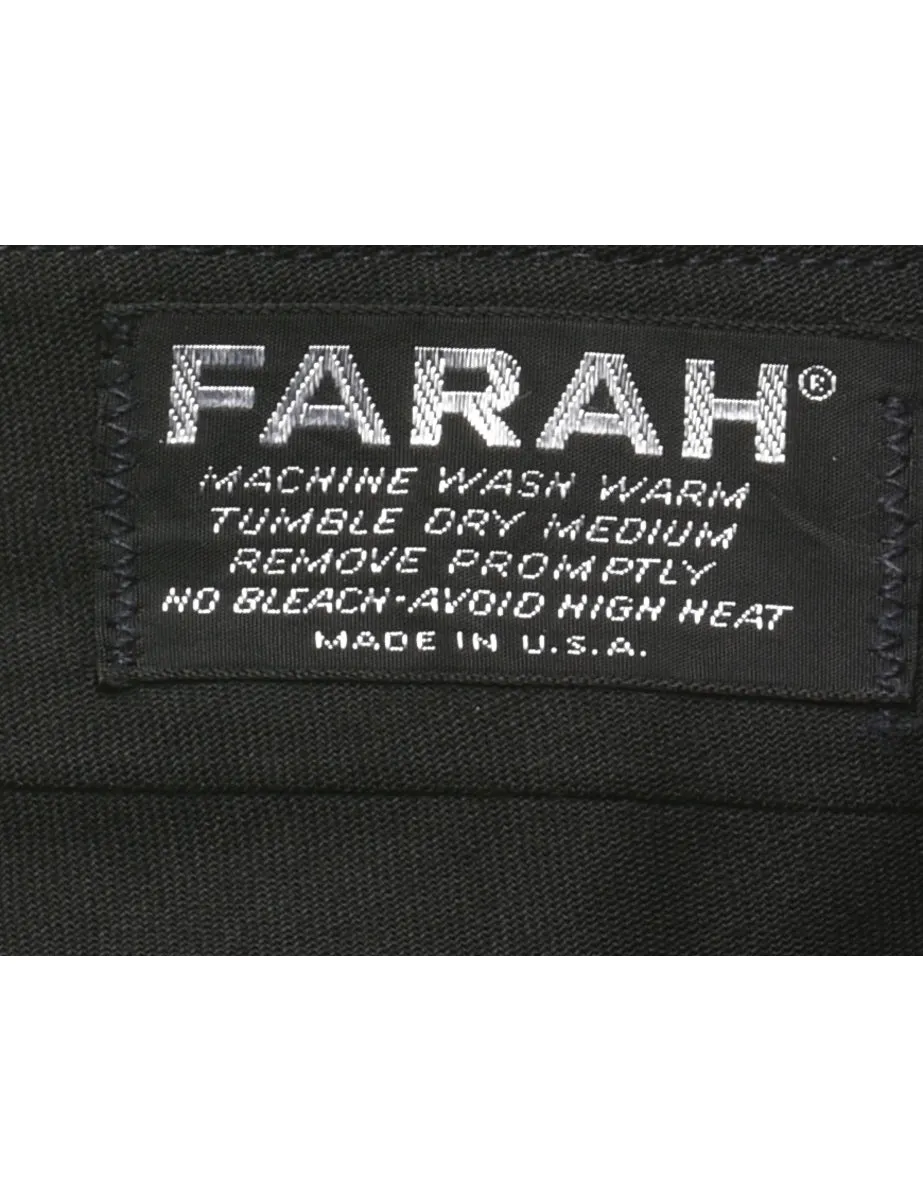 FARAH®
MACHINE WASH WARM
TUMBLE DRY MEDIUM
REMOVE PROMPTLY
NO BLEACH-AVOID HIGH HEAT
MADE IN U.S.A.